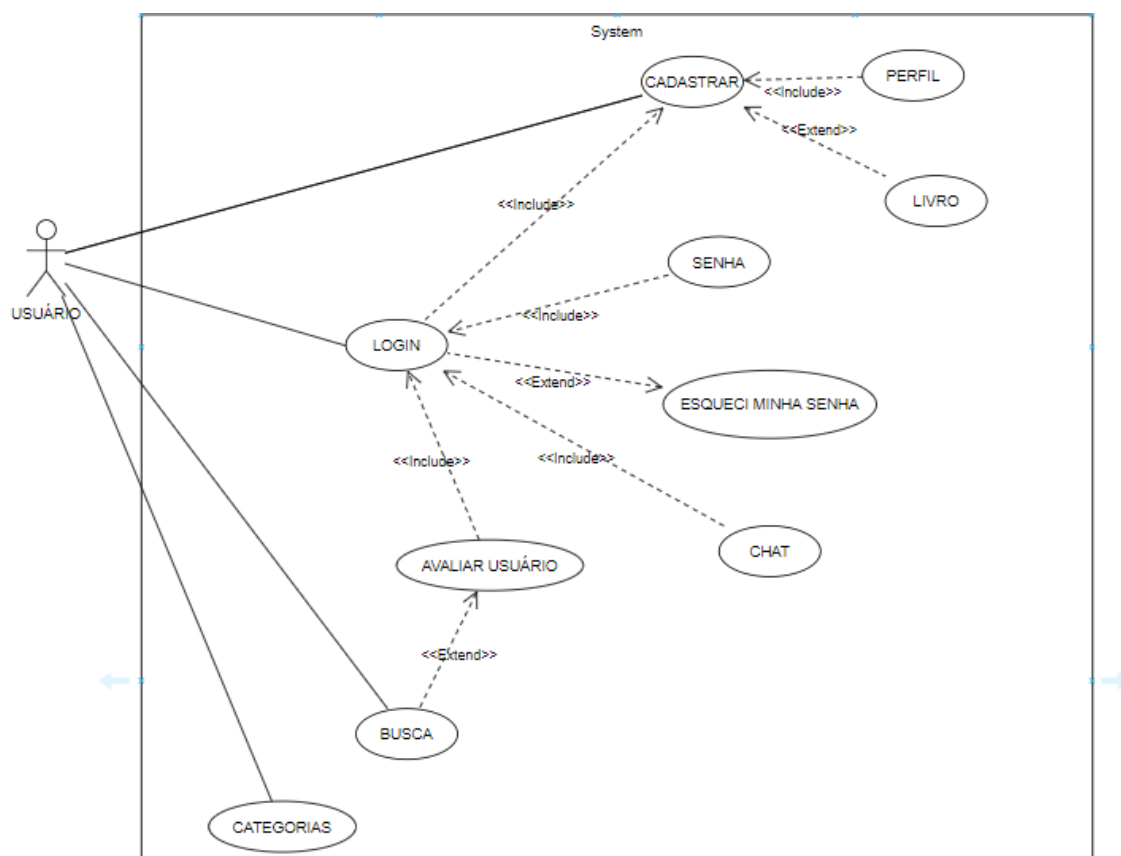 System
CADASTRAR
PERFIL
<<Include>>
<<Extend>>
LIVRO
<<Include>>
SENHA
USUÁRIO
<<Include>>
LOGIN
<<Extend>>
ESQUECI MINHA SENHA
<<Include>>
<<Include>>
CHAT
AVALIAR USUÁRIO
<<Extend>>
BUSCA
CATEGORIAS